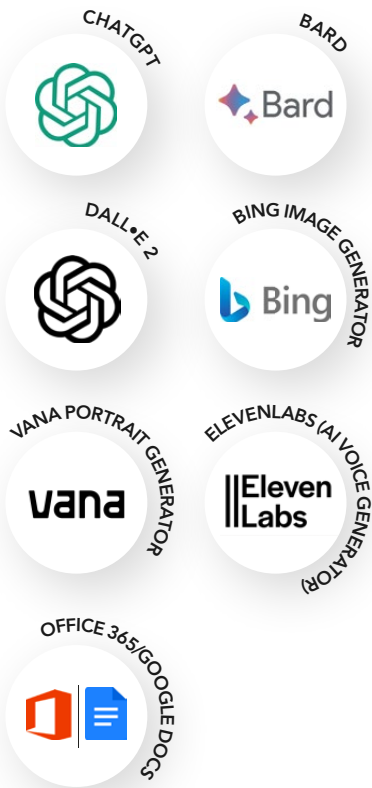 CHATGPT
BARD
Bard
DALL•E 2
BING IMAGE GENERATOR
Bing
VANA PORTRAIT GENERATOR
vana
ELEVENLABS (AI VOICE GENERATOR)
||Eleven
Labs
OFFICE 365/GOOGLE DOCS